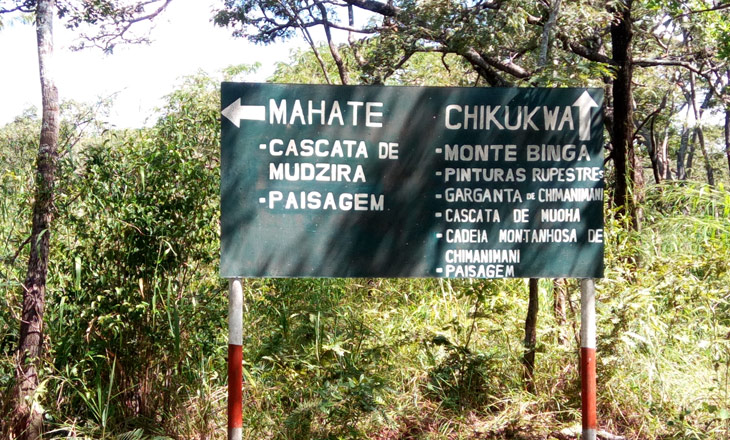 MAHATE
- CASCATA DE
MUDZIRA
- PAISAGEM
CHIKUKWA
- MONTE BINGA
- PINTURAS RUPESTRES
- GARGANTA DE CHIMANIMANI
- CASCATA DE MUOHA
- CADEIA MONTANHOSA DE
CHIMANIMANI
- PAISAGEM